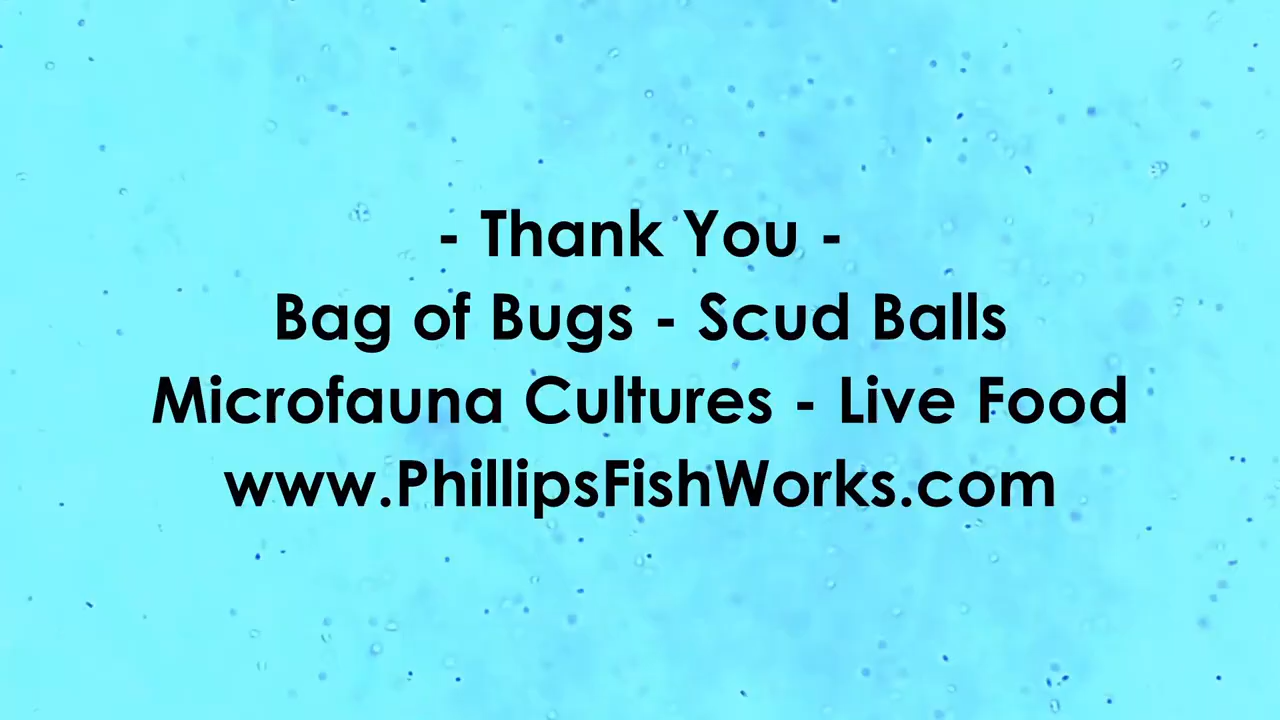 - Thank You -
Bag of Bugs - Scud Balls
Microfauna Cultures - Live Food
www.PhillipsFishWorks.com